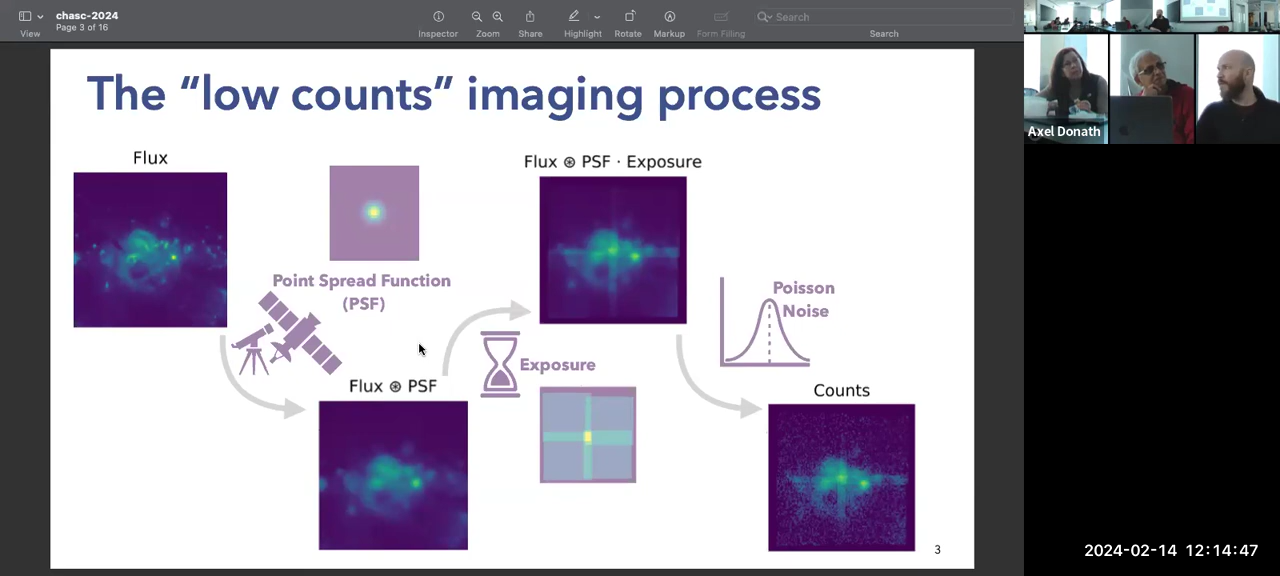 chasc-2024
Page 3 of 16
View
Inspector
Zoom
Share
Highlight
Rotate
Markup
Form Filling
Search
Search
The “low counts” imaging process
Flux
Flux ⊛ PSF · Exposure
Point Spread Function
(PSF)
Poisson
Noise
Exposure
Flux ⊛ PSF
Counts
3
Axel Donath
2024-02-14 12:14:47